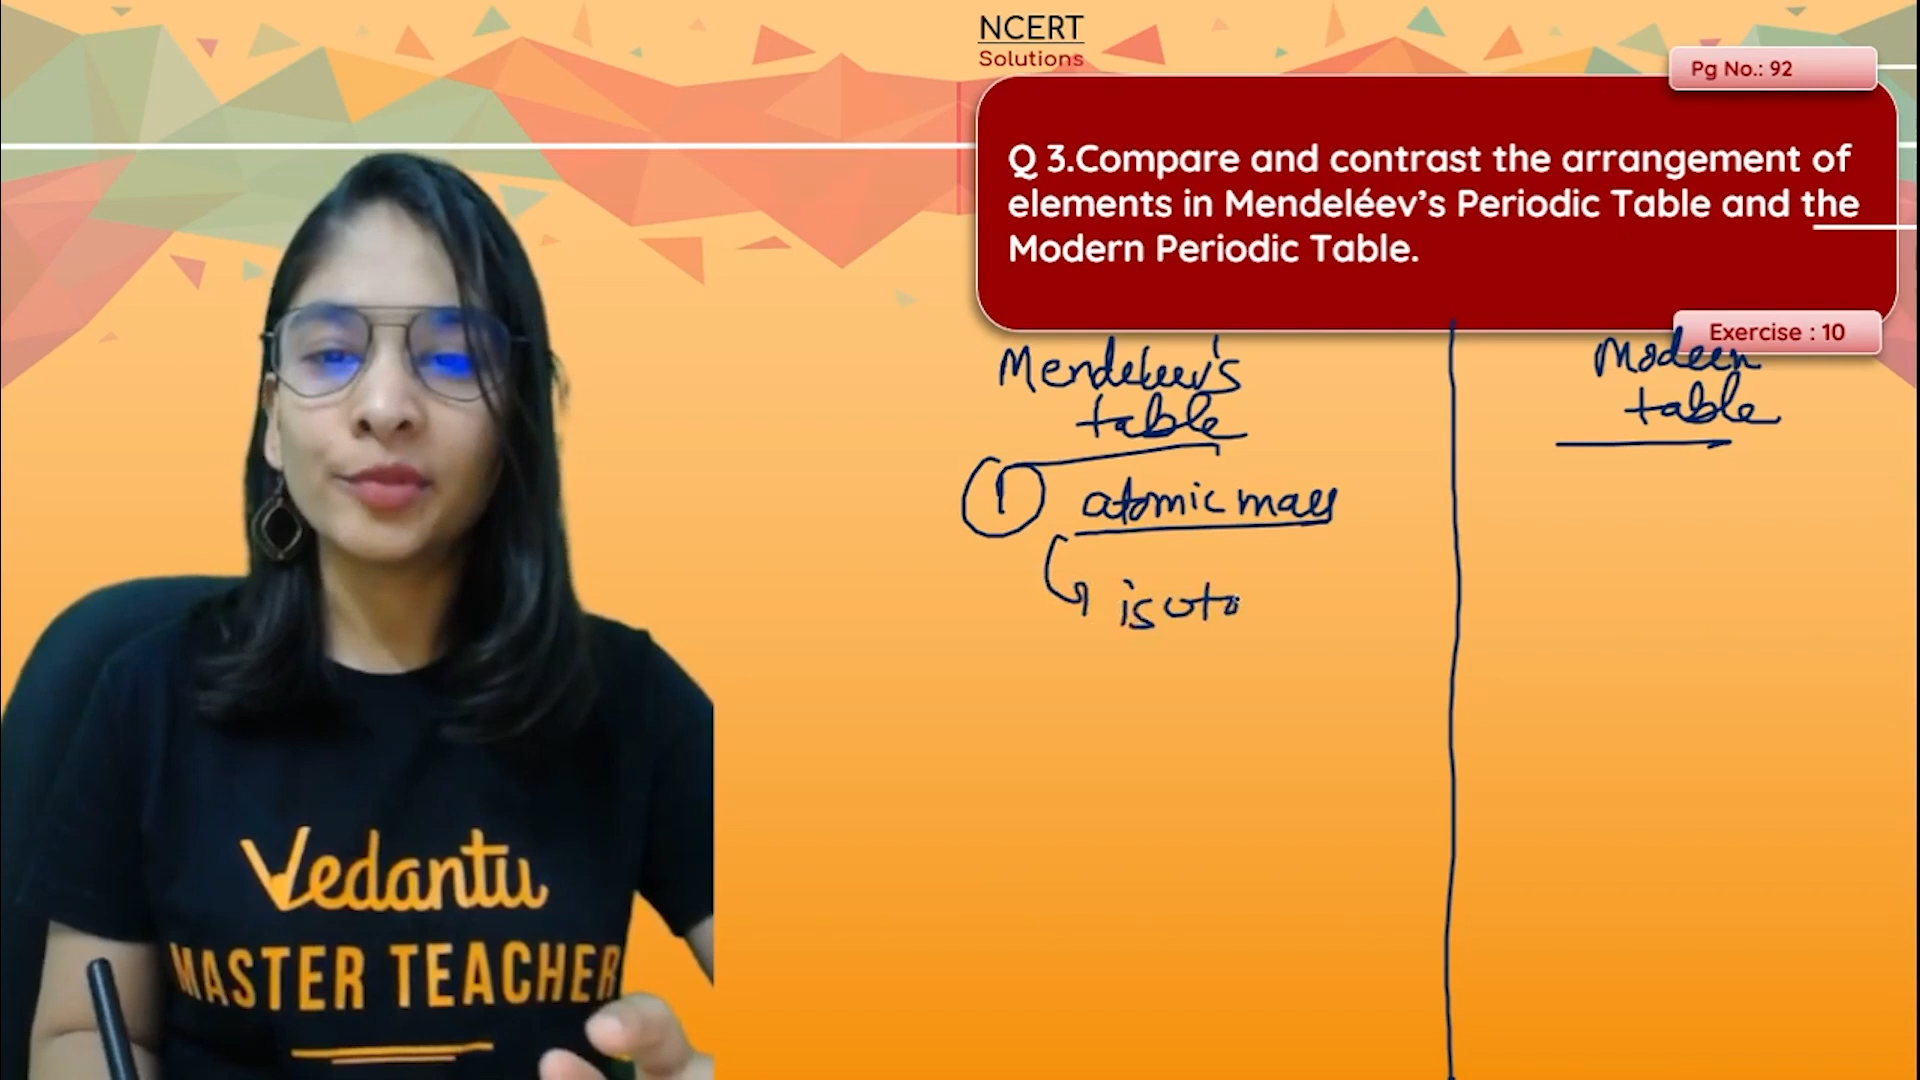 NCERT
Solutions
Pg No.: 92
Q 3.Compare and contrast the arrangement of
elements in Mendeléev’s Periodic Table and the
Modern Periodic Table.
Exercise : 10
Mendeleev's
table
Modern
table
1 atomic mass
isoto
Vedantu
MASTER TEACHER